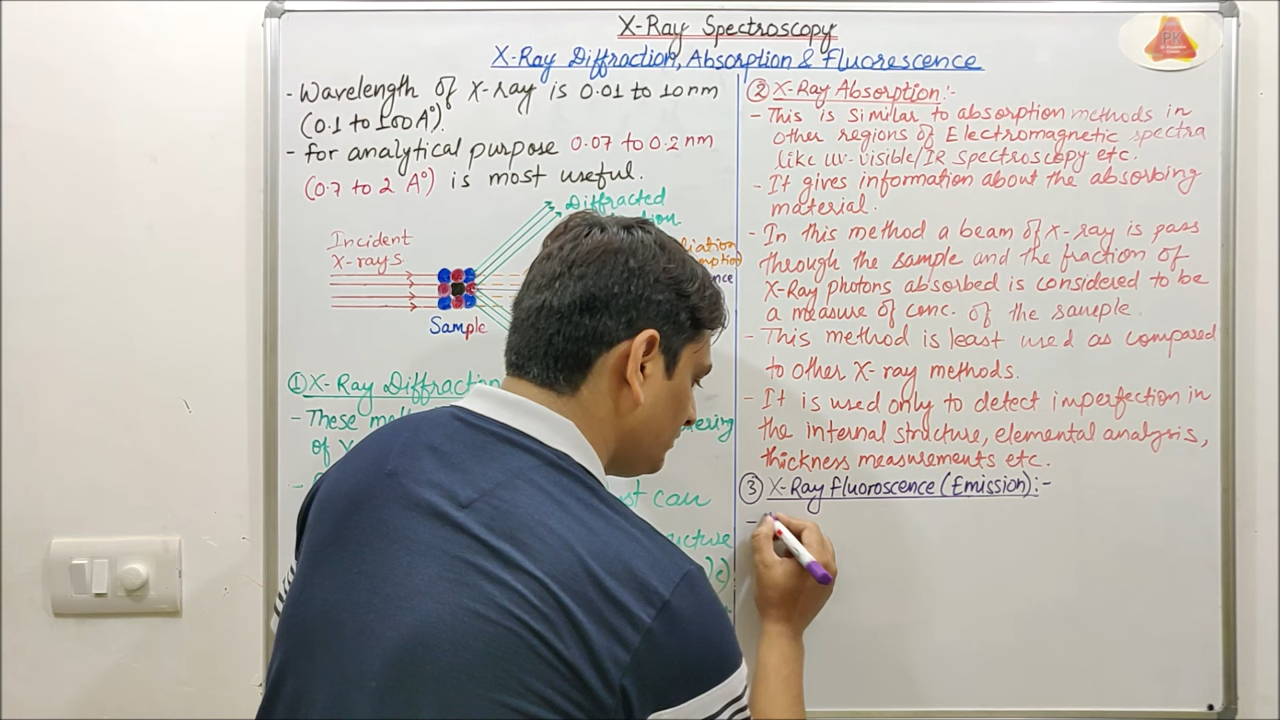 X-Ray Spectroscopy
X-Ray Diffraction, Absorption & Fluorescence
- Wavelength of X-ray is 0.01 to 10nm
(0.1 to 100A°).
- for analytical purpose 0.07 to 0.2 nm
(0.7 to 2 A°) is most useful.
Diffracted
Incident
X-rays
Sample
① X-Ray Diffraction
- These
of
can
② X-Ray Absorption:-
- This is similar to absorption methods in
other regions of Electromagnetic spectra
like UV-visible/IR spectroscopy etc.
- It gives information about the absorbing
material.
- In this method a beam of X-ray is pass
through the sample and the fraction of
X-Ray photons absorbed is considered to be
a measure of conc. of the sample.
- This method is least used as compared
to other X-ray methods.
- It is used only to detect imperfection in
the internal structure, elemental analysis,
thickness measurements etc.
③ X-Ray fluoroscence (Emission):-
-
PK